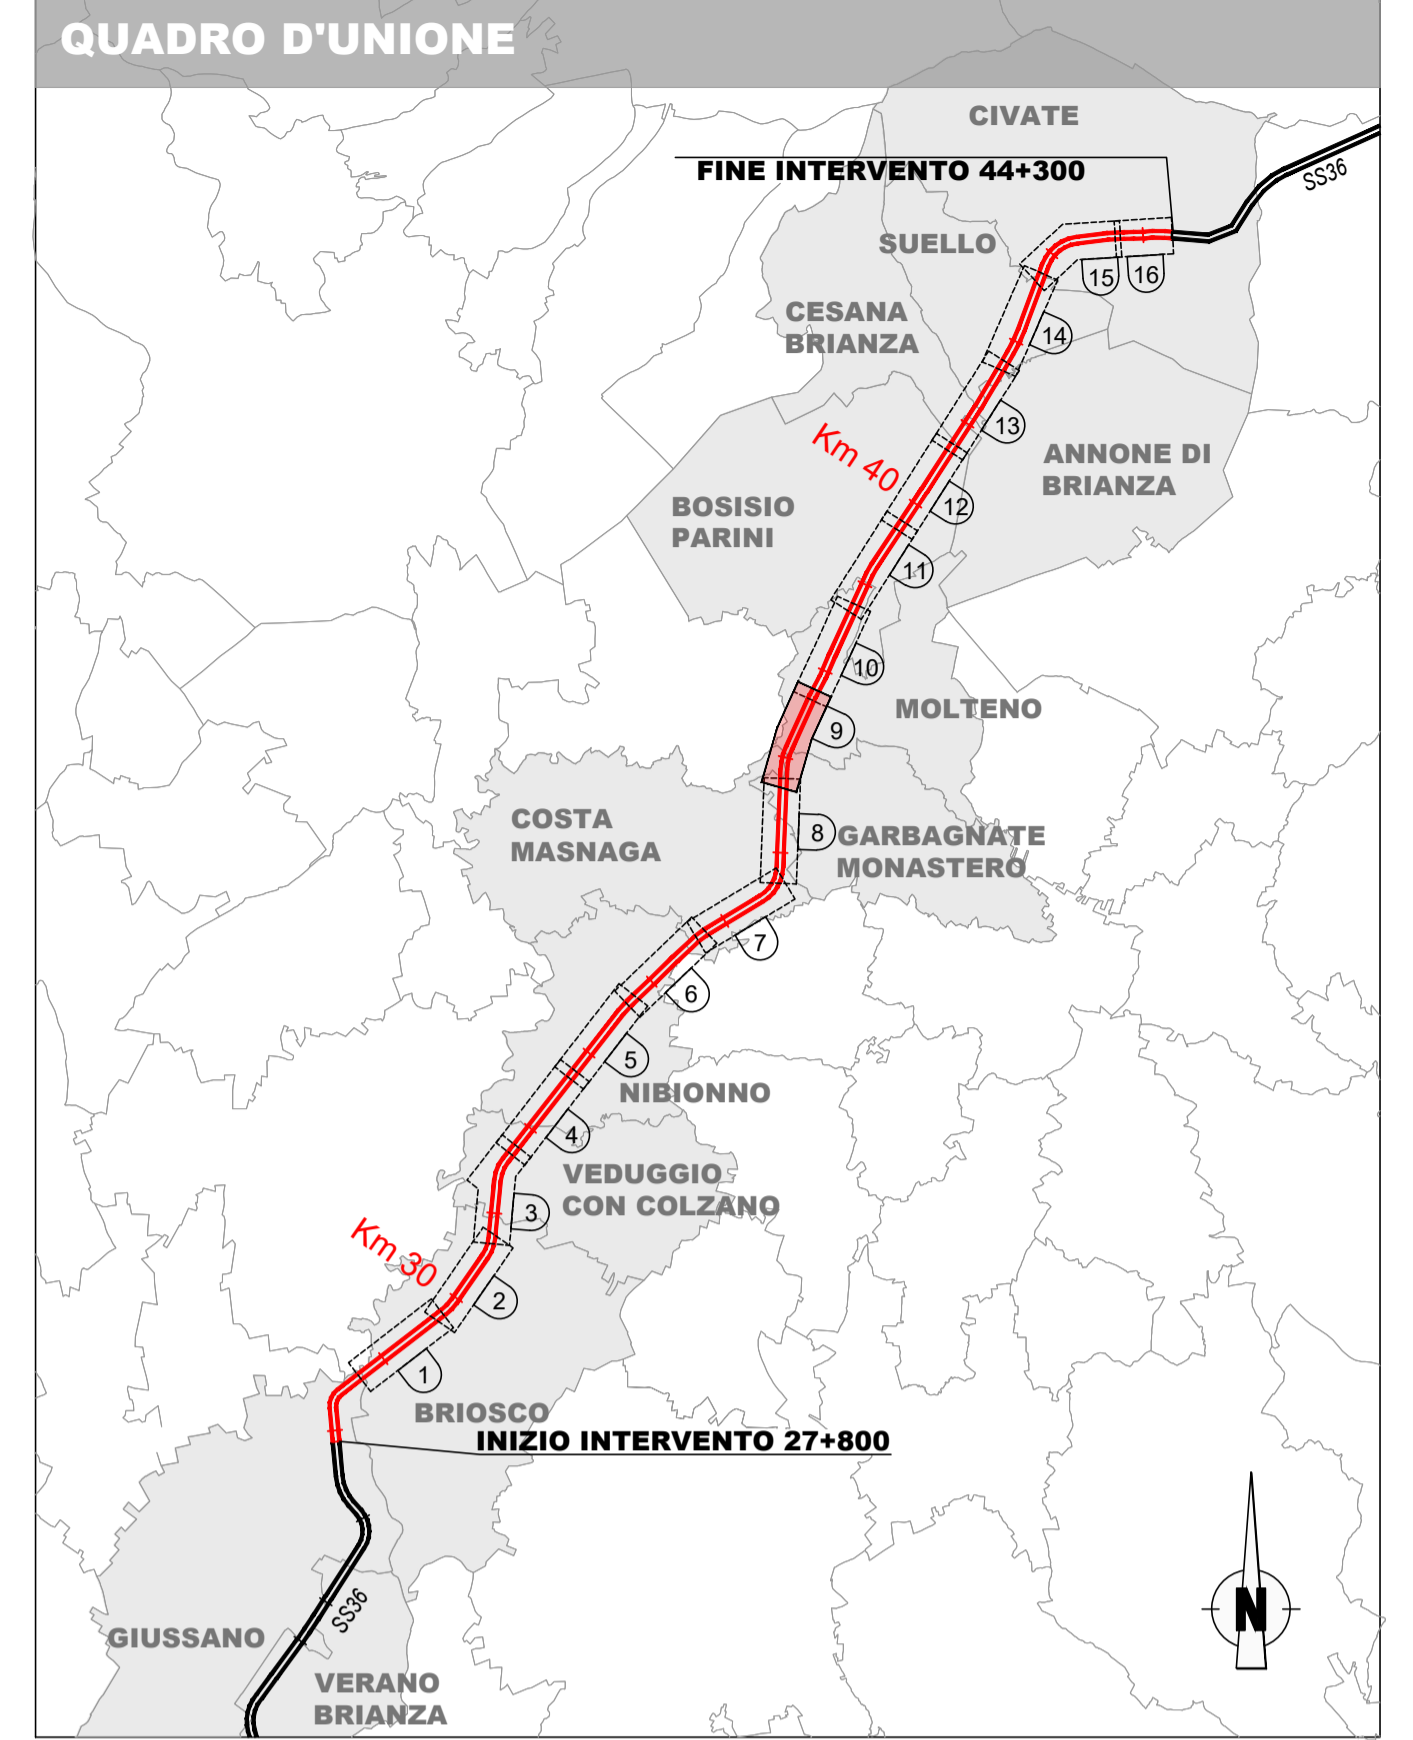 QUADRO D'UNIONE
CIVATE
FINE INTERVENTO 44+300
SS36
SUELLO
15
16
CESANA
BRIANZA
14
13
Km 40
ANNONE DI
BRIANZA
BOSISIO
PARINI
12
11
10
MOLTENO
9
COSTA
MASNAGA
8
GARBAGNATE
MONASTERO
7
6
5
NIBIONNO
4
VEDUGGIO
CON COLZANO
3
Km 30
2
1
BRIOSCO
INIZIO INTERVENTO 27+800
SS36
GIUSSANO
VERANO
BRIANZA
N